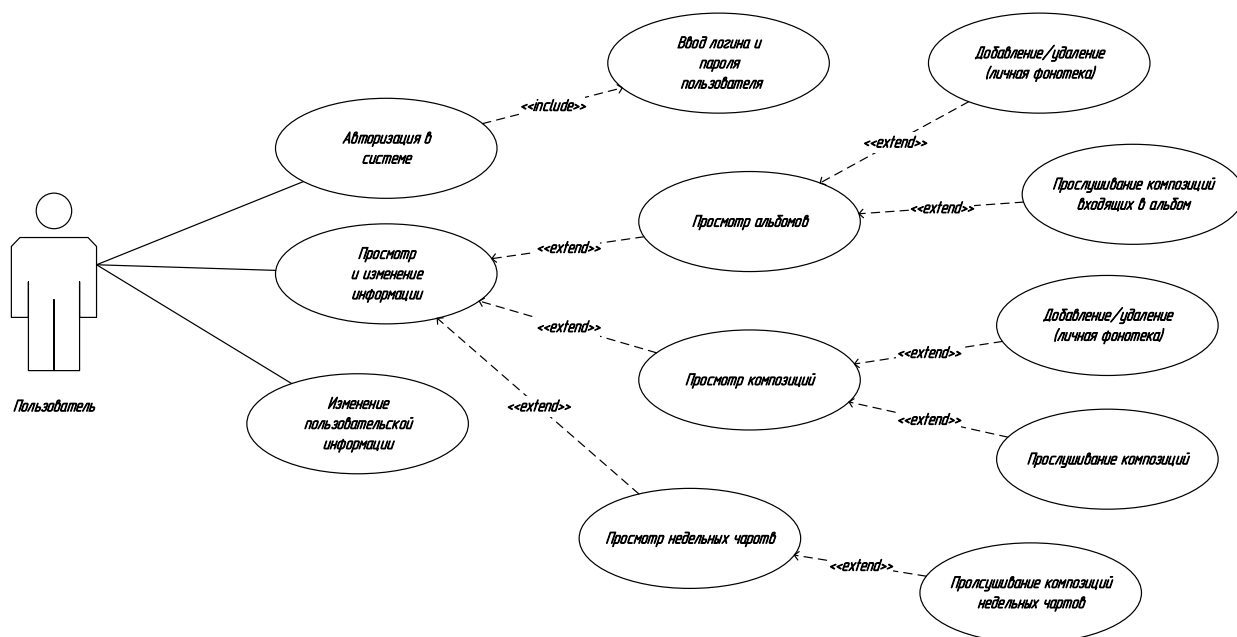 Ввод логина и
пароля
пользователя
Добавление/удаление
(личная фонотека)
<<include>>
Авторизация в
системе
<<extend>>
Прослушивание композиций
входящих в альбом
<<extend>>
Просмотр альбомов
<<extend>>
Просмотр
и изменение
информации
Добавление/удаление
(личная фонотека)
<<extend>>
<<extend>>
Просмотр композиций
Пользователь
<<extend>>
Изменение
пользовательской
информации
<<extend>>
Прослушивание композиций
Просмотр недельных чаротв
<<extend>>
Пролсушивание композиций
недельных чартов